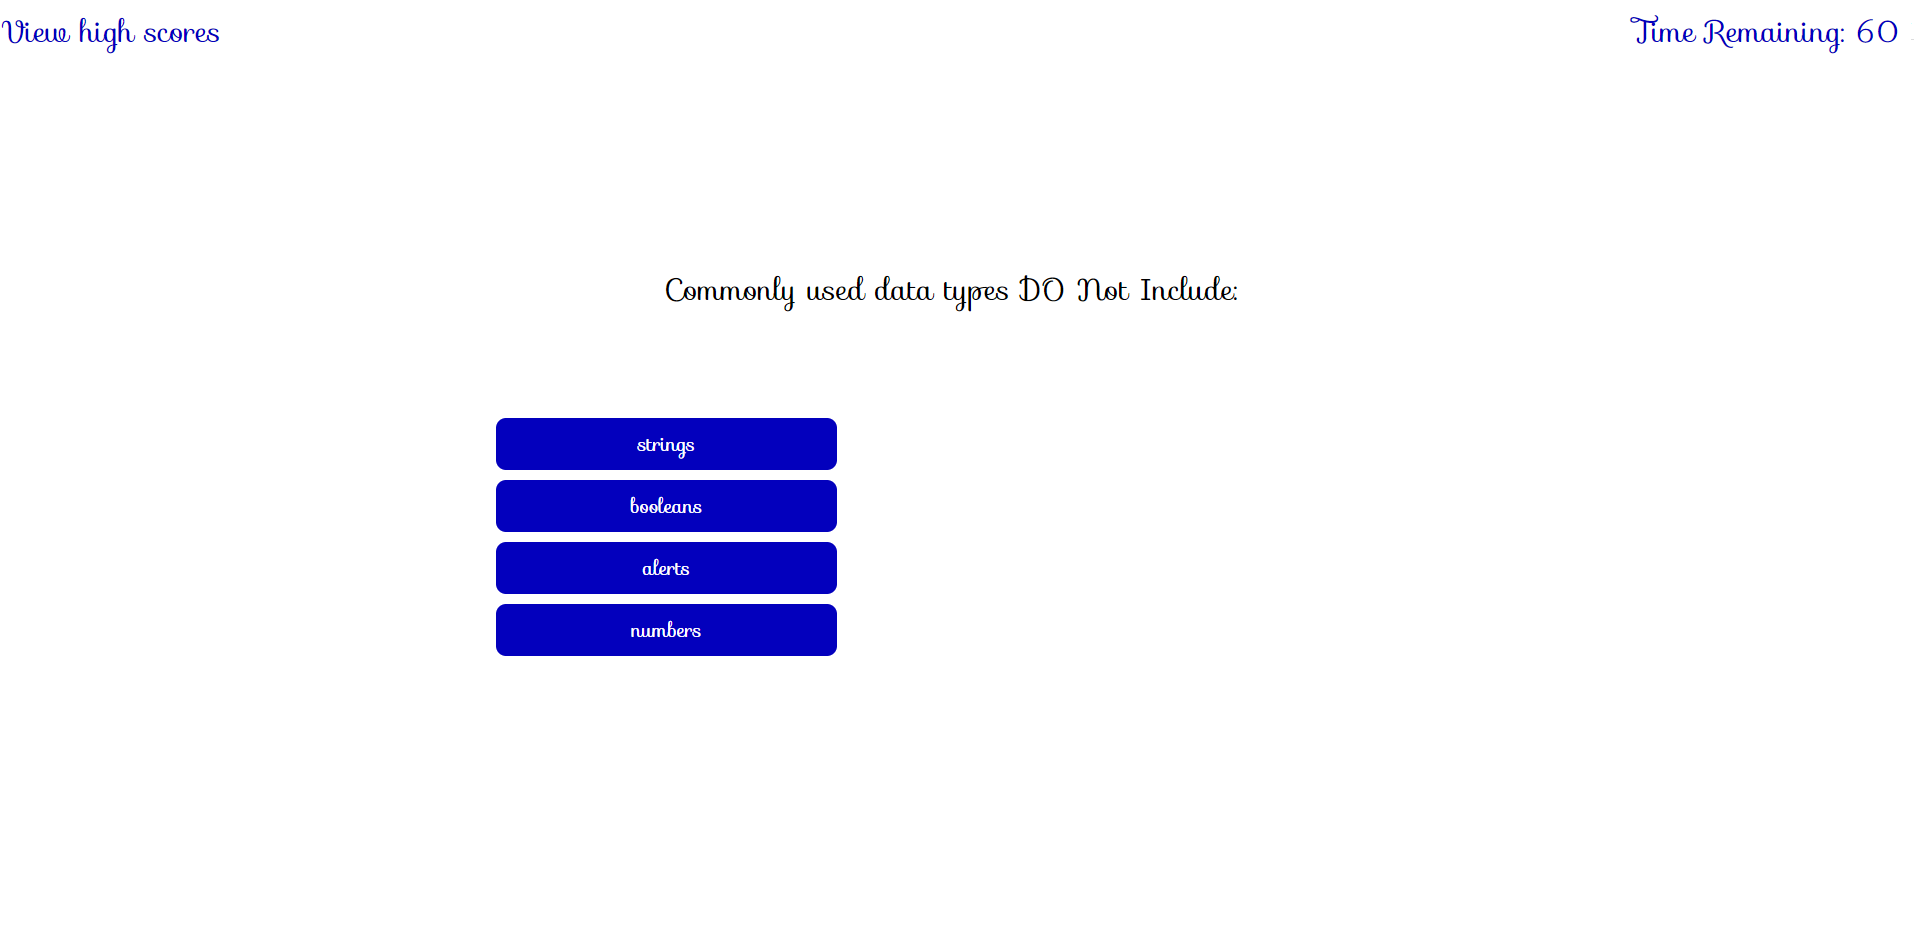 View high scores
Time Remaining: 60
Commonly used data types DO Not Include:
strings
booleans
alerts
numbers